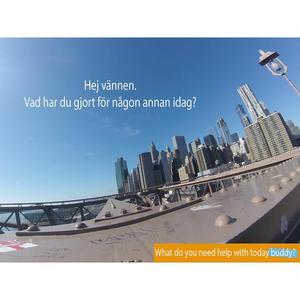 Hej vännen.
Vad har du gjort för någon annan idag?
What do you need help with today buddy?